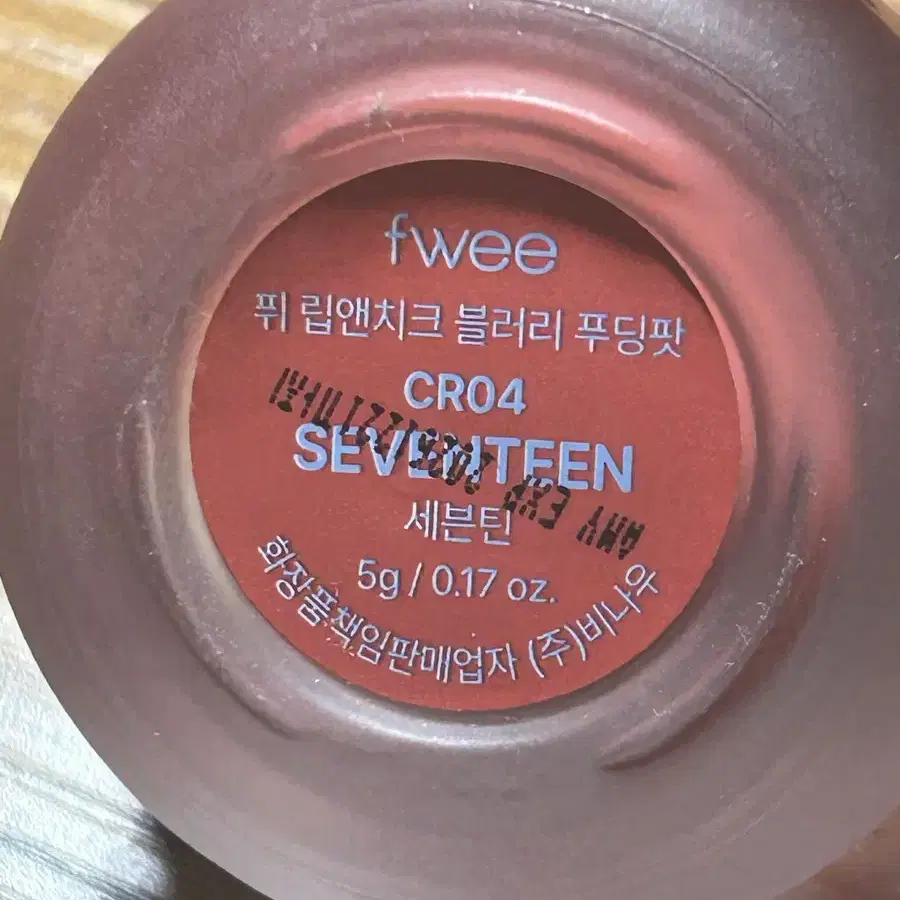 fwee
퓌 립앤치크 블러리 푸딩팟
CR04
SEVENTEEN
세븐틴
5g / 0.17 oz.
화장품책임판매업자 (주)비나우
EXP